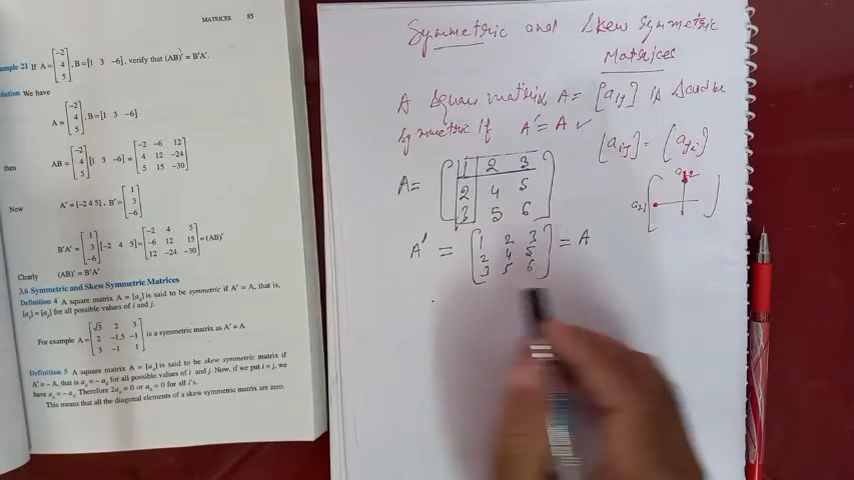 MATRICES 85
ample 21 If A = [-2 4 5], B = [1 3 -6], verify that (AB)' = B'A'.
lution We have
A = [-2 4 5], B = [1 3 -6]
then AB = [-2 4 5] [1 3 -6] = [-2 -6 12 4 12 -24 5 15 -30]
Now A' = [-2 4 5], B' = [1 3 -6]
B'A' = [1 3 -6] [-2 4 5] = [-2 4 5 -6 12 15 12 -24 -30] = (AB)'
Clearly (AB)' = B'A'
3.6 Symmetric and Skew Symmetric Matrices
Definition 4 A square matrix A = [aij] is said to be symmetric if A' = A, that is,
[aij] = [aji] for all possible values of i and j.
For example A = [√3 2 3 2 -1.5 -1 3 -1 1] is a symmetric matrix as A' = A
Definition 5 A square matrix A = [aij] is said to be skew symmetric matrix if
A' = - A, that is aji = - aij for all possible values of i and j. Now, if we put i = j, we
have aii = - aii. Therefore 2aii = 0 or aii = 0 for all i's.
This means that all the diagonal elements of a skew symmetric matrix are zero.
Symmetric and Skew Symmetric
Matrices
A Square matrix A = [aij] is said be
Symmetric if A' = A ✓
[aij] = [aji]
A = [1 2 3
2 4 5
3 5 6]
a21
A' = [1 2 3
2 4 5
3 5 6] = A